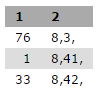 1 2
76 8,3,
1 8,41,
33 8,42,